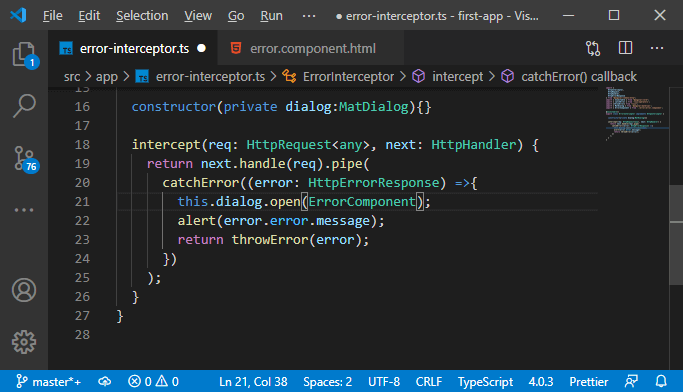 File Edit Selection View Go Run ··· ● error-interceptor.ts - first-app - Vis...
TS error-interceptor.ts ● error.component.html ···
src > app > TS error-interceptor.ts > ErrorInterceptor > intercept > catchError() callback
15
16 constructor(private dialog:MatDialog){}
17
18 intercept(req: HttpRequest<any>, next: HttpHandler) {
19 return next.handle(req).pipe(
20 catchError((error: HttpErrorResponse) =>{
21 this.dialog.open(ErrorComponent);
22 alert(error.error.message);
23 return throwError(error);
24 })
25 );
26 }
27 }
28
1
76
master*+ 0 0 Ln 21, Col 38 Spaces: 2 UTF-8 CRLF TypeScript 4.0.3 Prettier